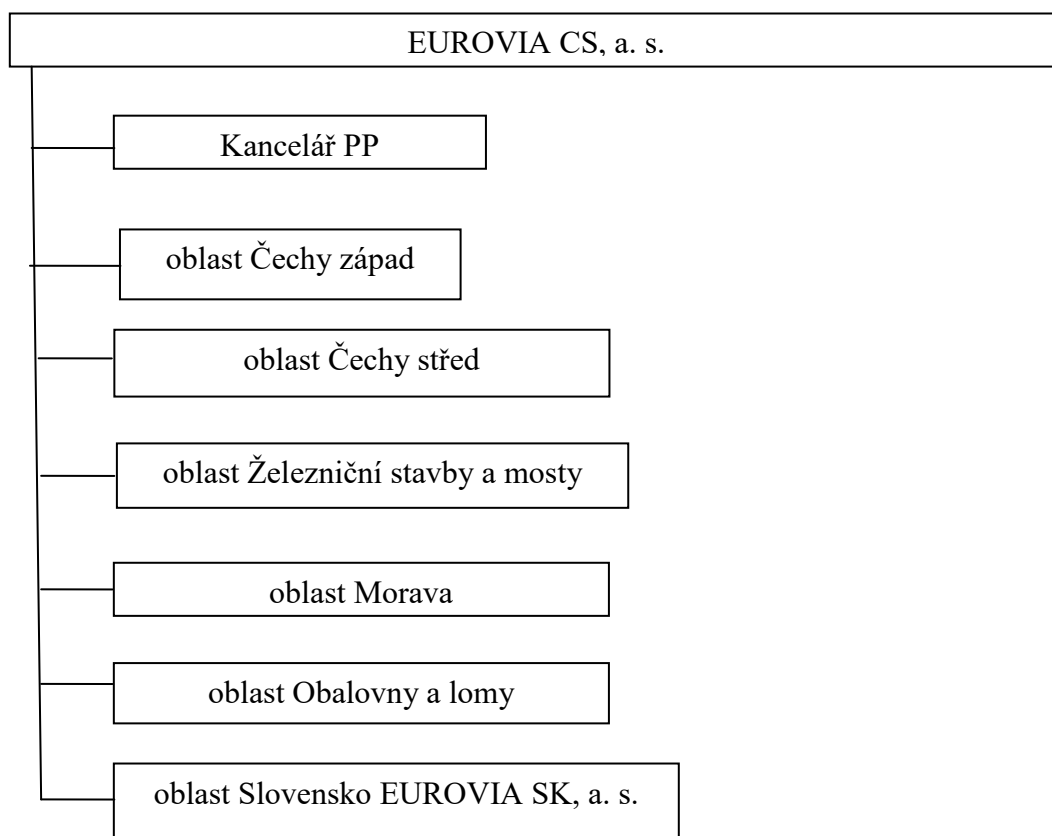 EUROVIA CS, a. s.
Kancelář PP
oblast Čechy západ
oblast Čechy střed
oblast Železniční stavby a mosty
oblast Morava
oblast Obalovny a lomy
oblast Slovensko EUROVIA SK, a. s.